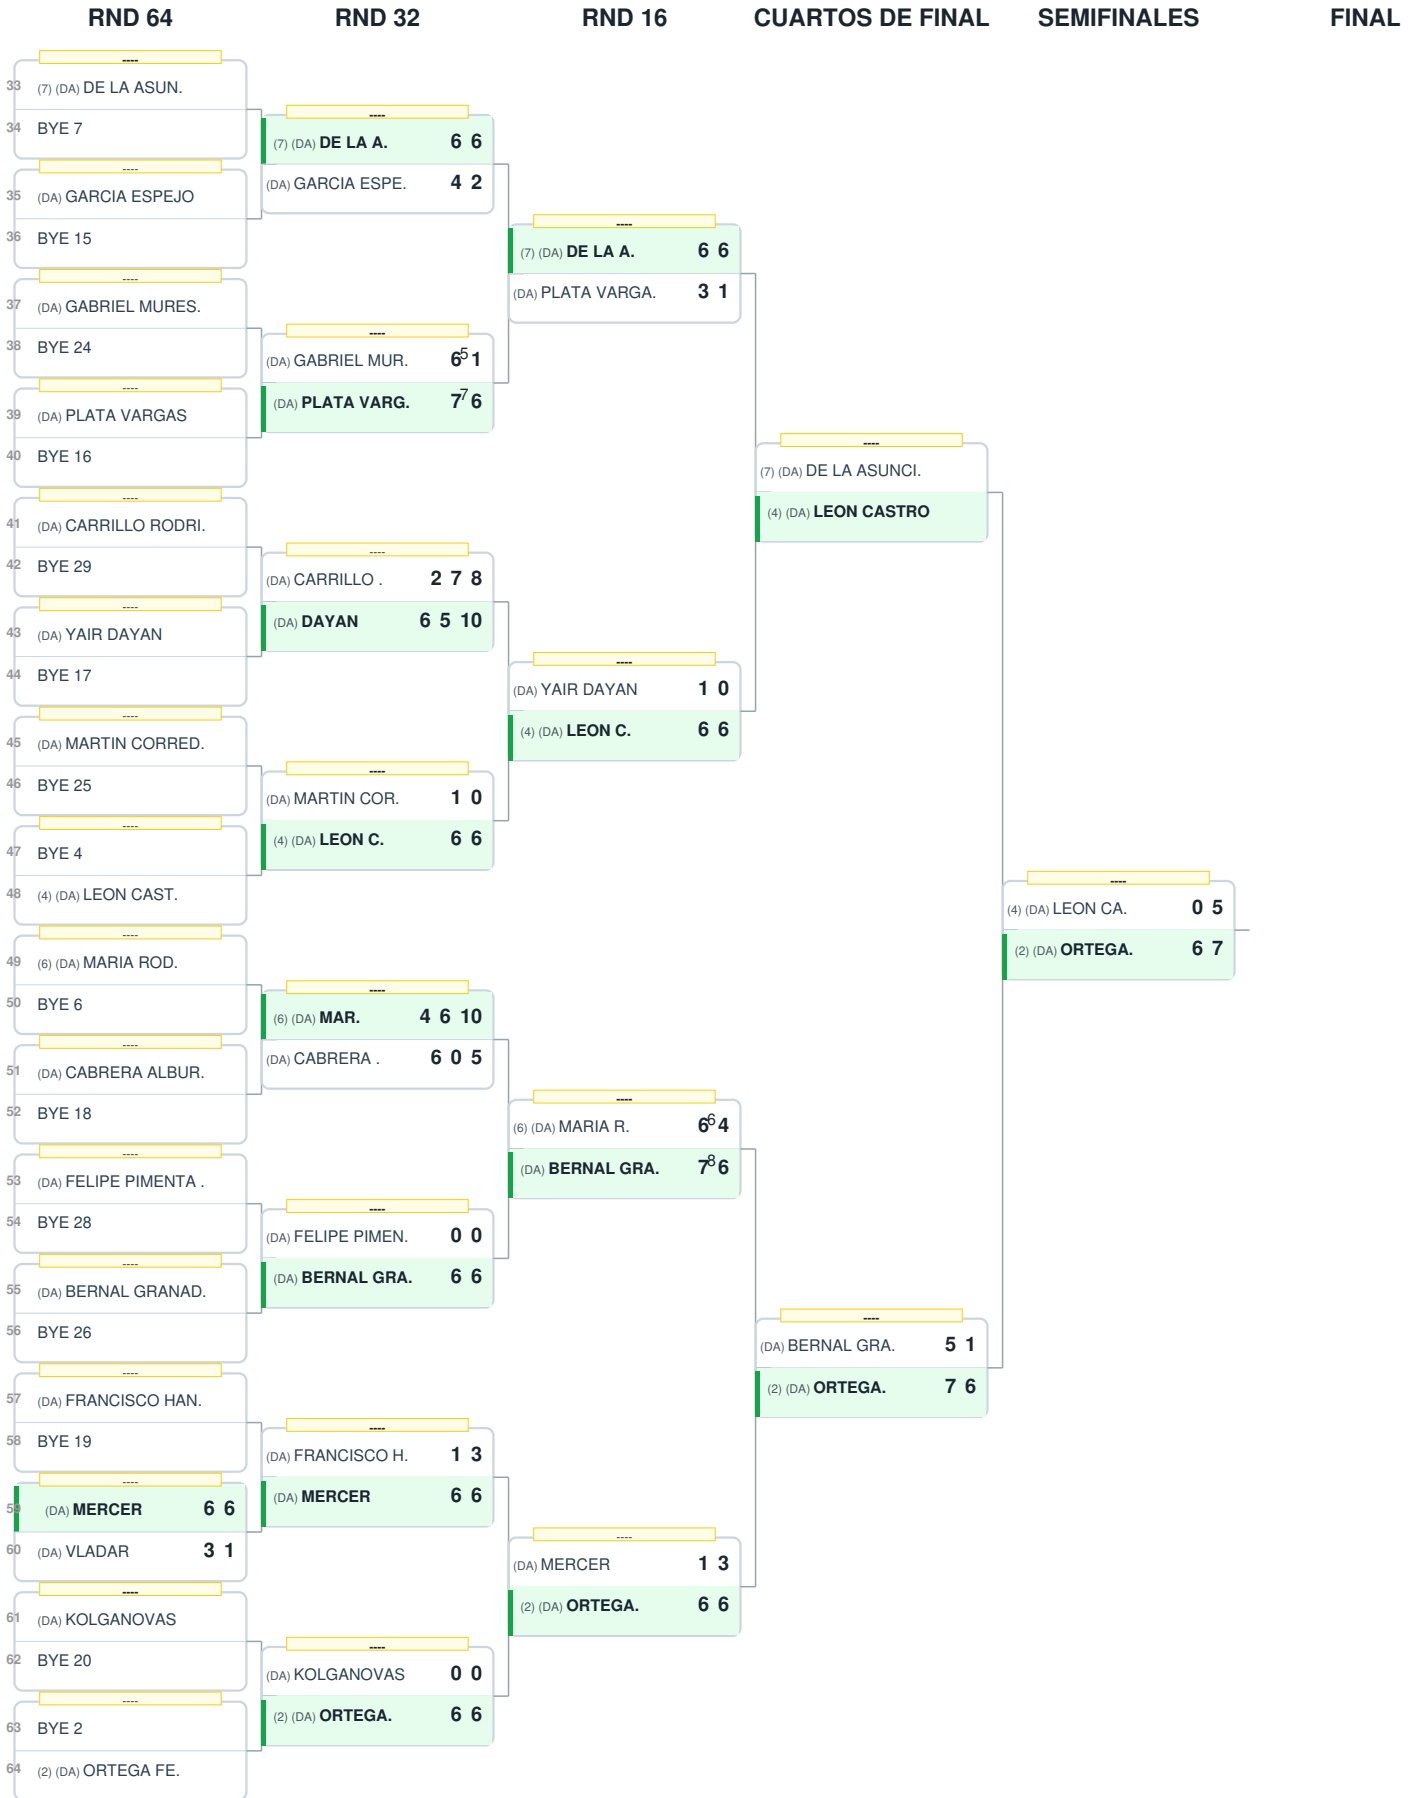 RND 64 RND 32 RND 16 CUARTOS DE FINAL SEMIFINALES FINAL
----
33 (7) (DA) DE LA ASUN.
34 BYE 7
----
35 (DA) GARCIA ESPEJO
36 BYE 15
----
37 (DA) GABRIEL MURES.
38 BYE 24
----
39 (DA) PLATA VARGAS
40 BYE 16
----
41 (DA) CARRILLO RODRI.
42 BYE 29
----
43 (DA) YAIR DAYAN
44 BYE 17
----
45 (DA) MARTIN CORRED.
46 BYE 25
----
47 BYE 4
48 (4) (DA) LEON CAST.
----
49 (6) (DA) MARIA ROD.
50 BYE 6
----
51 (DA) CABRERA ALBUR.
52 BYE 18
----
53 (DA) FELIPE PIMENTA .
54 BYE 28
----
55 (DA) BERNAL GRANAD.
56 BYE 26
----
57 (DA) FRANCISCO HAN.
58 BYE 19
----
59 (DA) MERCER 6 6
60 (DA) VLADAR 3 1
----
61 (DA) KOLGANOVAS
62 BYE 20
----
63 BYE 2
64 (2) (DA) ORTEGA FE.
----
(7) (DA) DE LA A. 6 6
(DA) GARCIA ESPE. 4 2
----
(DA) GABRIEL MUR. 6 5 1
(DA) PLATA VARG. 7 7 6
----
(DA) CARRILLO . 2 7 8
(DA) DAYAN 6 5 10
----
(DA) MARTIN COR. 1 0
(4) (DA) LEON C. 6 6
----
(6) (DA) MAR. 4 6 10
(DA) CABRERA . 6 0 5
----
(DA) FELIPE PIMEN. 0 0
(DA) BERNAL GRA. 6 6
----
(DA) FRANCISCO H. 1 3
(DA) MERCER 6 6
----
(DA) KOLGANOVAS 0 0
(2) (DA) ORTEGA. 6 6
----
(7) (DA) DE LA A. 6 6
(DA) PLATA VARGA. 3 1
----
(DA) YAIR DAYAN 1 0
(4) (DA) LEON C. 6 6
----
(6) (DA) MARIA R. 6 6 4
(DA) BERNAL GRA. 7 8 6
----
(DA) MERCER 1 3
(2) (DA) ORTEGA. 6 6
----
(7) (DA) DE LA ASUNCI.
(4) (DA) LEON CASTRO
----
(DA) BERNAL GRA. 5 1
(2) (DA) ORTEGA. 7 6
----
(4) (DA) LEON CA. 0 5
(2) (DA) ORTEGA. 6 7